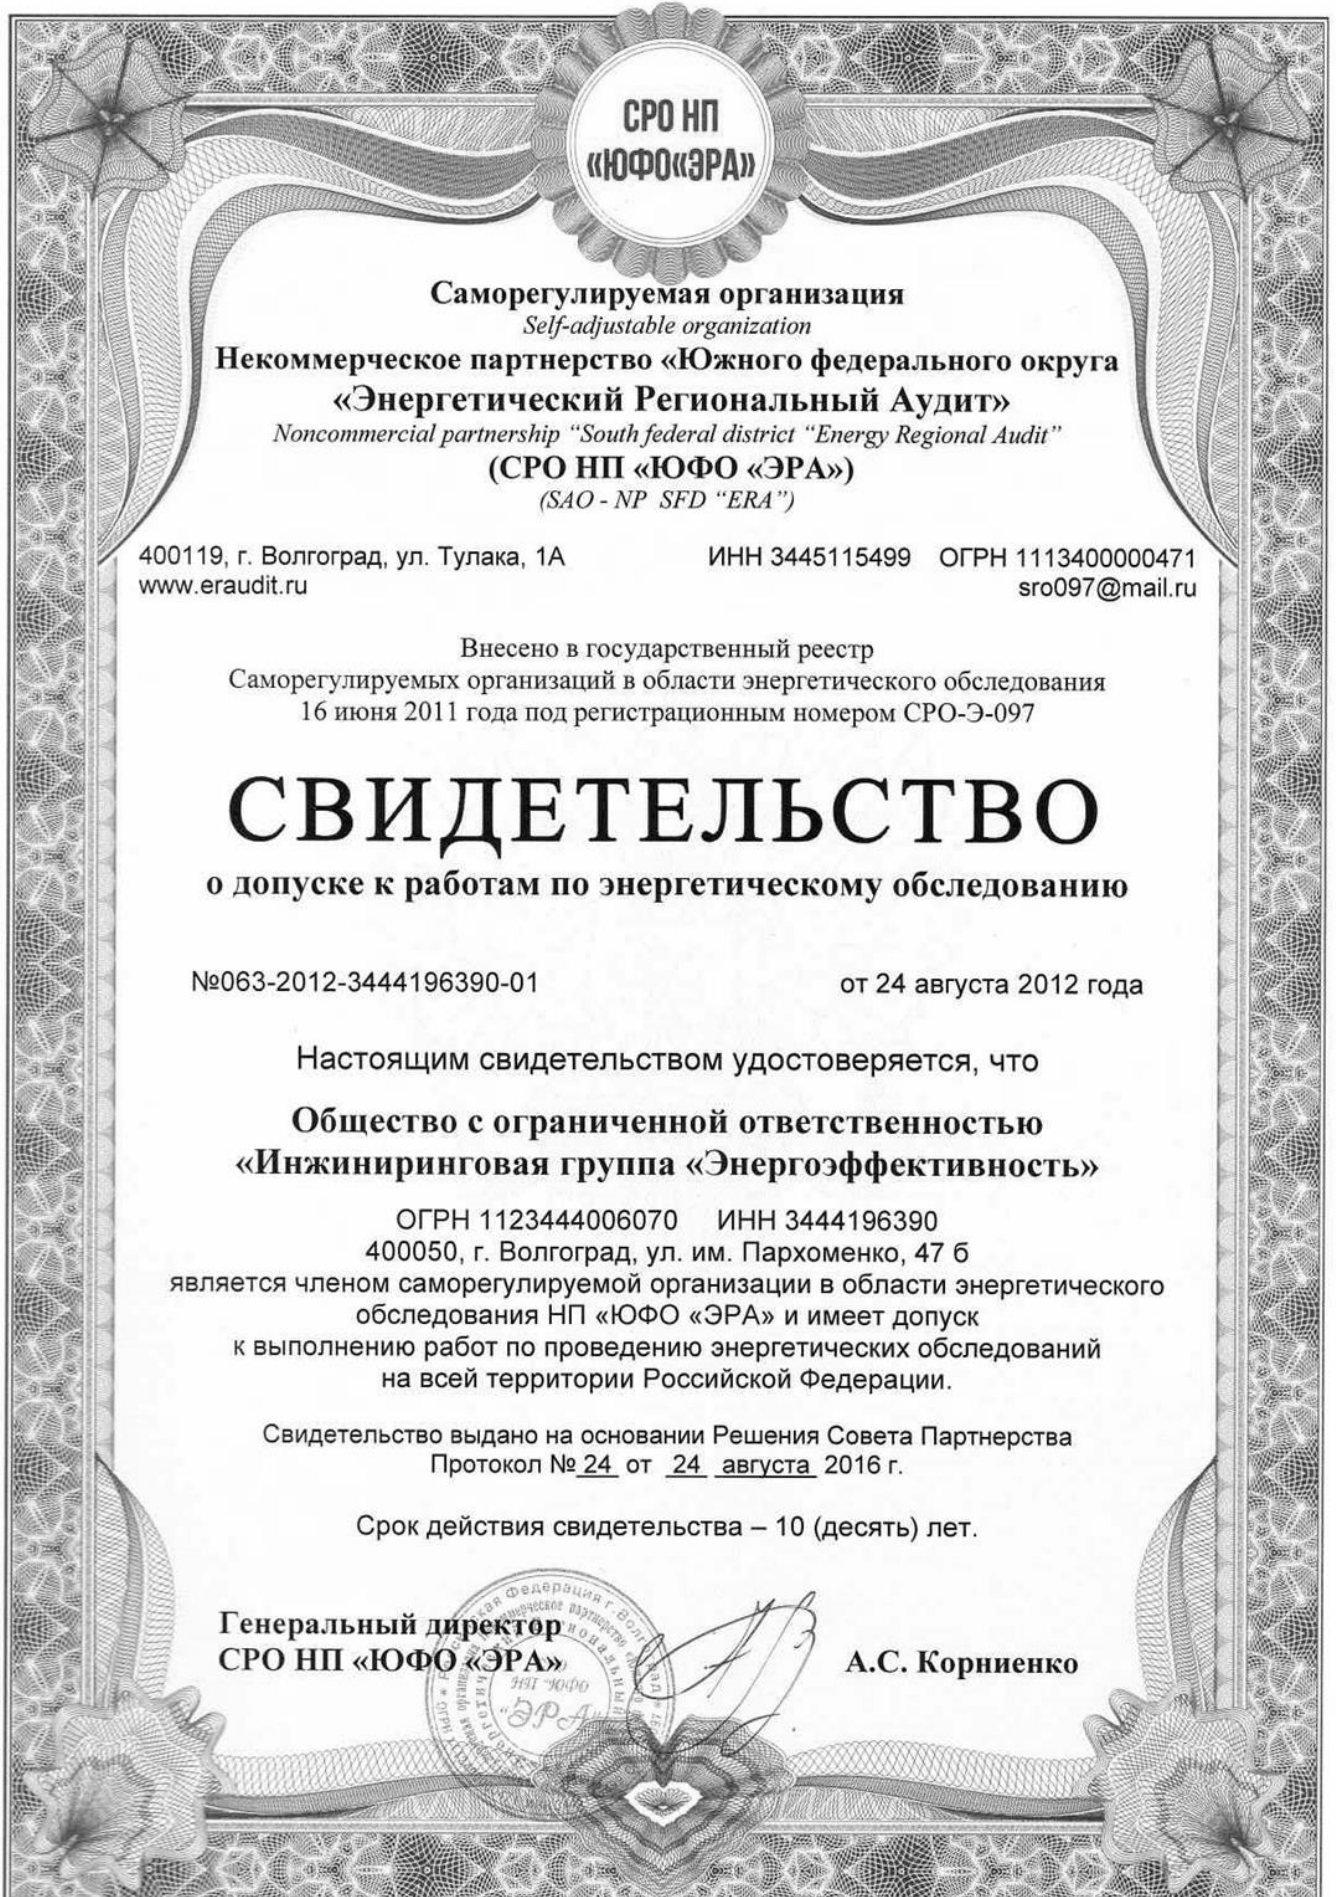 СРО НП
«ЮФО«ЭРА»
Саморегулируемая организация
Self-adjustable organization
Некоммерческое партнерство «Южного федерального округа
«Энергетический Региональный Аудит»
Noncommercial partnership “South federal district “Energy Regional Audit”
(СРО НП «ЮФО «ЭРА»)
(SAO - NP SFD “ERA”)
400119, г. Волгоград, ул. Тулака, 1А ИНН 3445115499 ОГРН 1113400000471
www.eraudit.ru sro097@mail.ru
Внесено в государственный реестр
Саморегулируемых организаций в области энергетического обследования
16 июня 2011 года под регистрационным номером СРО-Э-097
СВИДЕТЕЛЬСТВО
о допуске к работам по энергетическому обследованию
№063-2012-3444196390-01 от 24 августа 2012 года
Настоящим свидетельством удостоверяется, что
Общество с ограниченной ответственностью
«Инжиниринговая группа «Энергоэффективность»
ОГРН 1123444006070 ИНН 3444196390
400050, г. Волгоград, ул. им. Пархоменко, 47 б
является членом саморегулируемой организации в области энергетического
обследования НП «ЮФО «ЭРА» и имеет допуск
к выполнению работ по проведению энергетических обследований
на всей территории Российской Федерации.
Свидетельство выдано на основании Решения Совета Партнерства
Протокол № 24 от 24 августа 2016 г.
Срок действия свидетельства – 10 (десять) лет.
Генеральный директор
СРО НП «ЮФО «ЭРА»
А.С. Корниенко
НП "ЮФО
"ЭРА"